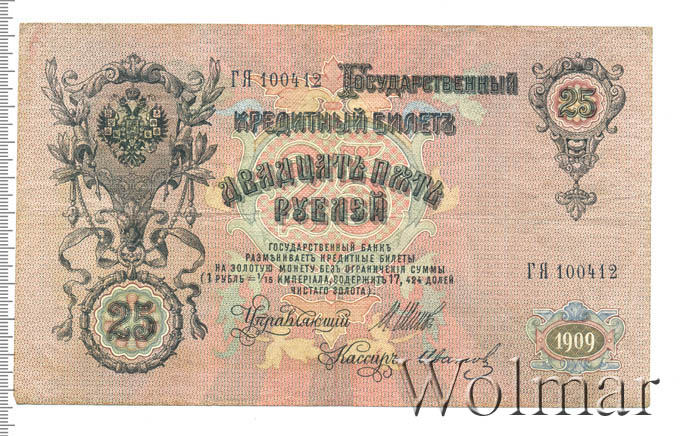 ГЯ 100412 Государственный
25
Кредитный Билетъ
Двадцать пять
рублей
ГОСУДАРСТВЕННЫЙ БАНКЪ
РАЗМѢНИВАЕТЪ КРЕДИТНЫЕ БИЛЕТЫ
НА ЗОЛОТУЮ МОНЕТУ БЕЗЪ ОГРАНИЧЕНІЯ СУММЫ
(1 РУБЛЬ = 1/15 ИМПЕРІАЛА, СОДЕРЖИТЪ 17,424 ДОЛЕЙ
ЧИСТАГО ЗОЛОТА).
ГЯ 100412
25
Управляющій
Кассиръ
1909
Wolmar